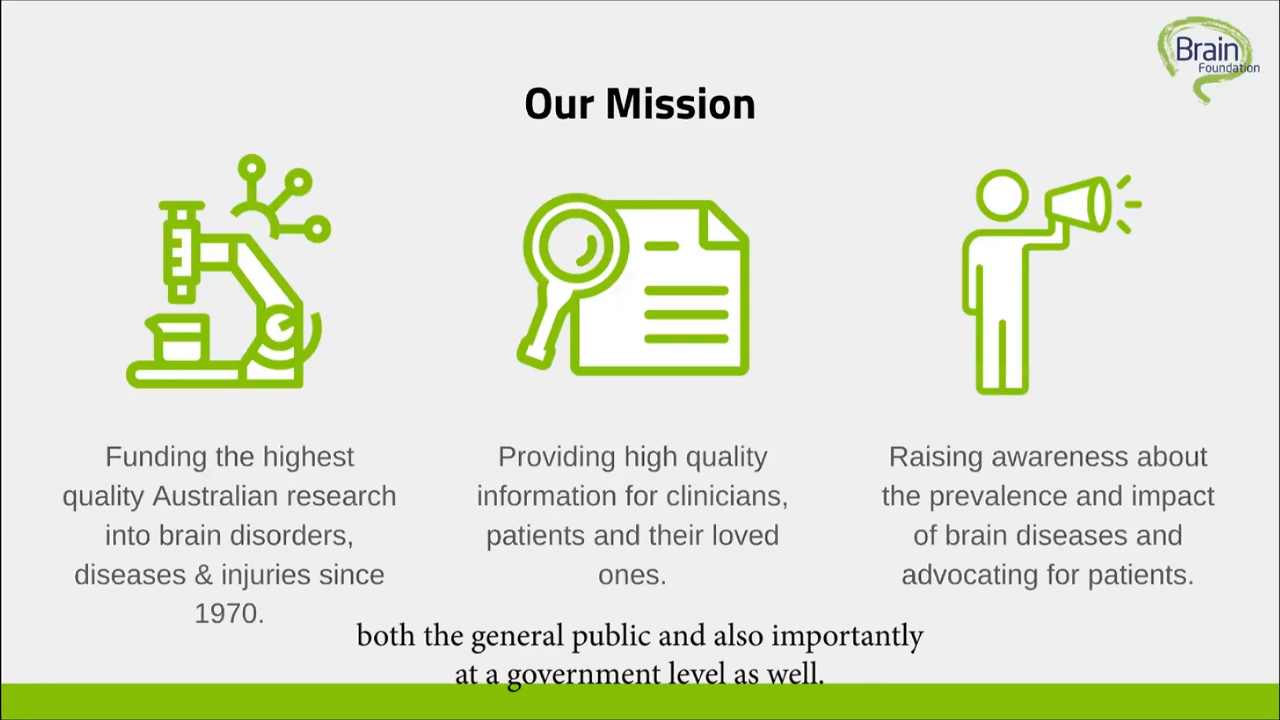 Brain
Foundation
Our Mission
Funding the highest
quality Australian research
into brain disorders,
diseases & injuries since
1970.
Providing high quality
information for clinicians,
patients and their loved
ones.
Raising awareness about
the prevalence and impact
of brain diseases and
advocating for patients.
both the general public and also importantly
at a government level as well.